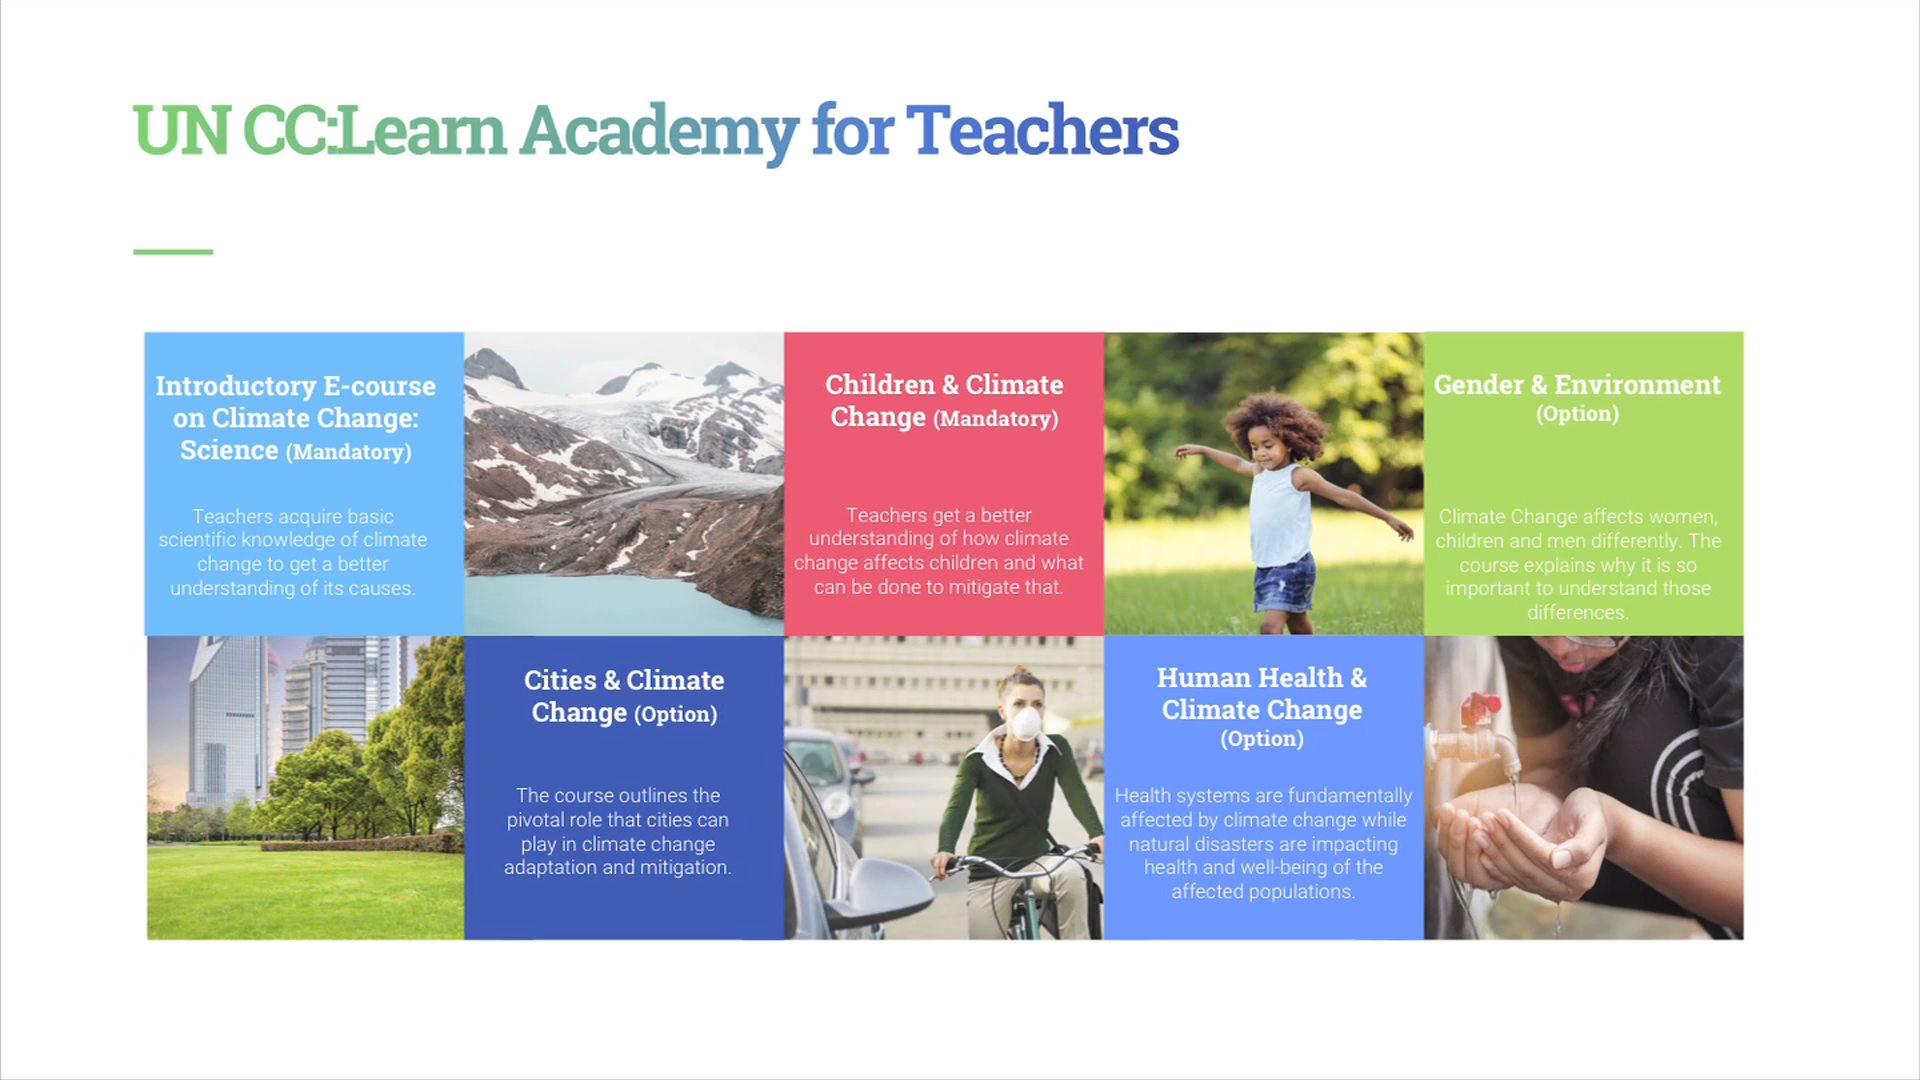 UN CC:Learn Academy for Teachers
Introductory E-course
on Climate Change:
Science (Mandatory)
Teachers acquire basic
scientific knowledge of climate
change to get a better
understanding of its causes.
Children & Climate
Change (Mandatory)
Teachers get a better
understanding of how climate
change affects children and what
can be done to mitigate that.
Gender & Environment
(Option)
Climate Change affects women,
children and men differently. The
course explains why it is so
important to understand those
differences.
Cities & Climate
Change (Option)
The course outlines the
pivotal role that cities can
play in climate change
adaptation and mitigation.
Human Health &
Climate Change
(Option)
Health systems are fundamentally
affected by climate change while
natural disasters are impacting
health and well-being of the
affected populations.